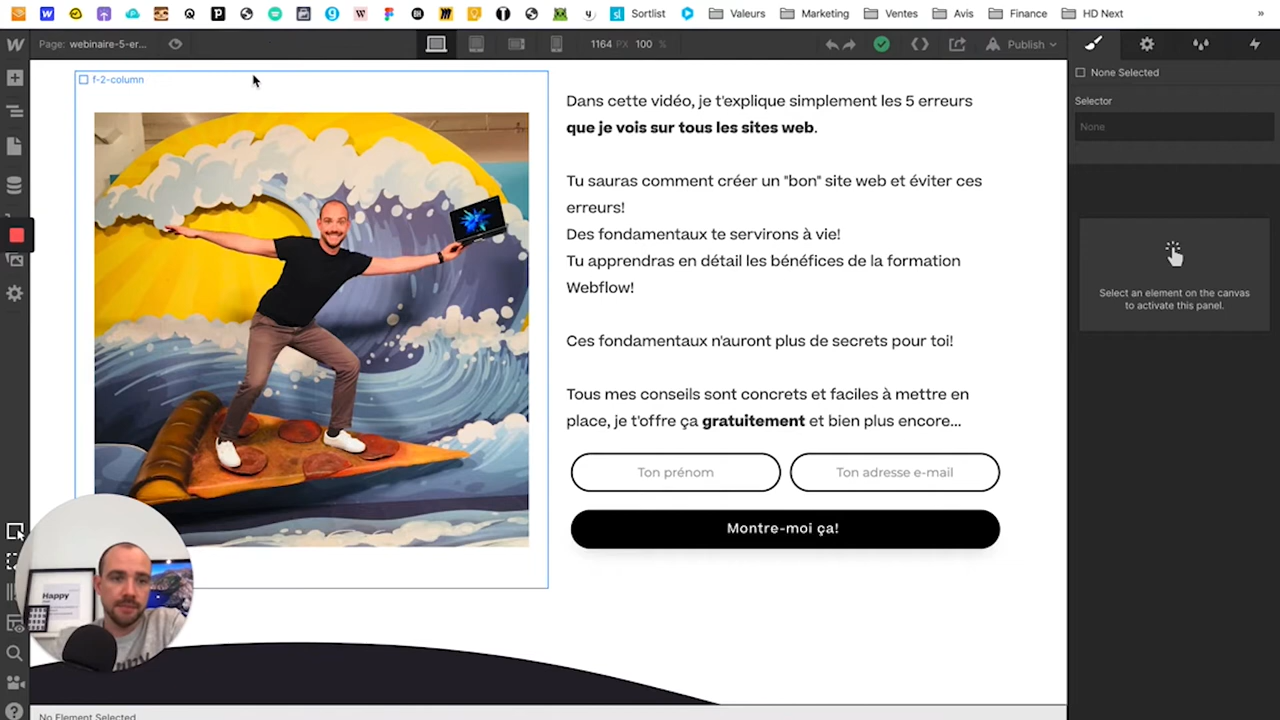 Sortlist
Valeurs
Marketing
Ventes
Avis
Finance
HD Next
»
Page: webinaire-5-er...
1164 PX 100 %
Publish
f-2-column
None Selected
Selector
None
Select an element on the canvas
to activate this panel.
Dans cette vidéo, je t'explique simplement les 5 erreurs
que je vois sur tous les sites web.
Tu sauras comment créer un "bon" site web et éviter ces
erreurs!
Des fondamentaux te servirons à vie!
Tu apprendras en détail les bénéfices de la formation
Webflow!
Ces fondamentaux n'auront plus de secrets pour toi!
Tous mes conseils sont concrets et faciles à mettre en
place, je t'offre ça gratuitement et bien plus encore...
Ton prénom
Ton adresse e-mail
Montre-moi ça!
Happy
No Element Selected